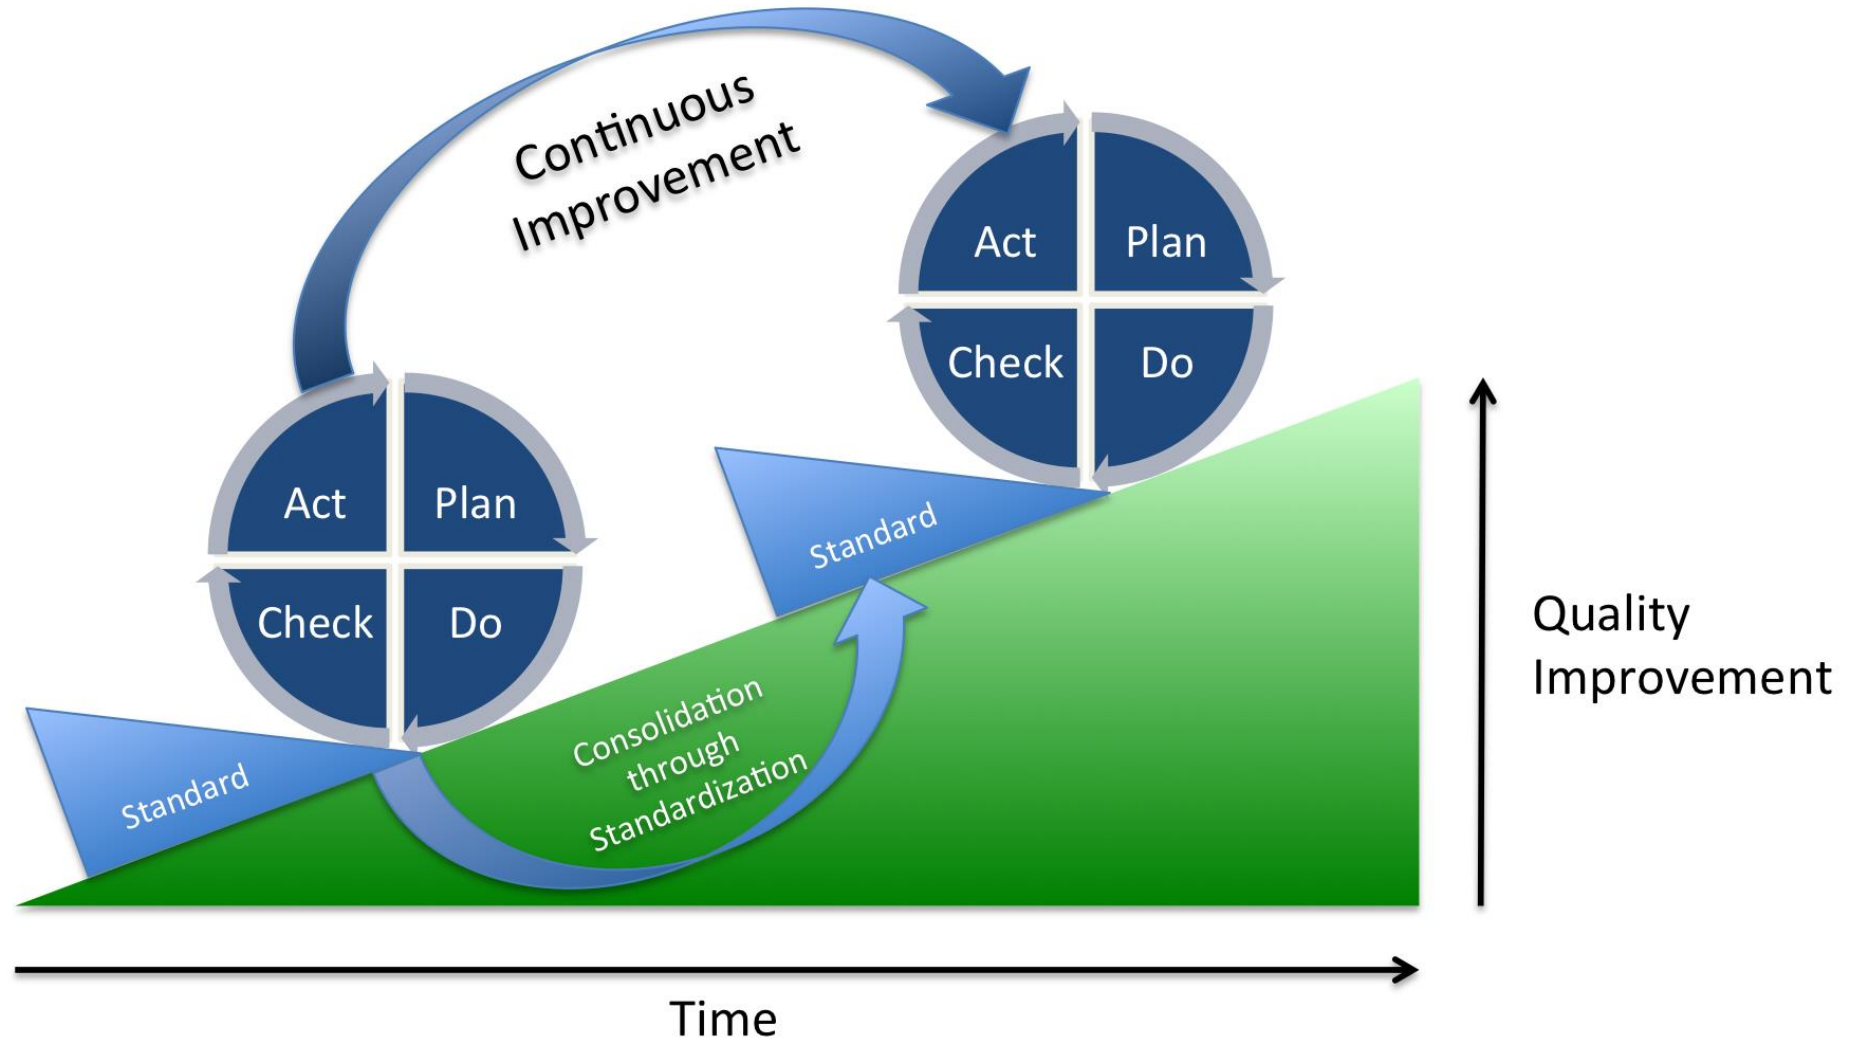 Continuous
Improvement
Act
Plan
Check
Do
Act
Plan
Check
Do
Standard
Standard
Consolidation
through
Standardization
Quality
Improvement
Time